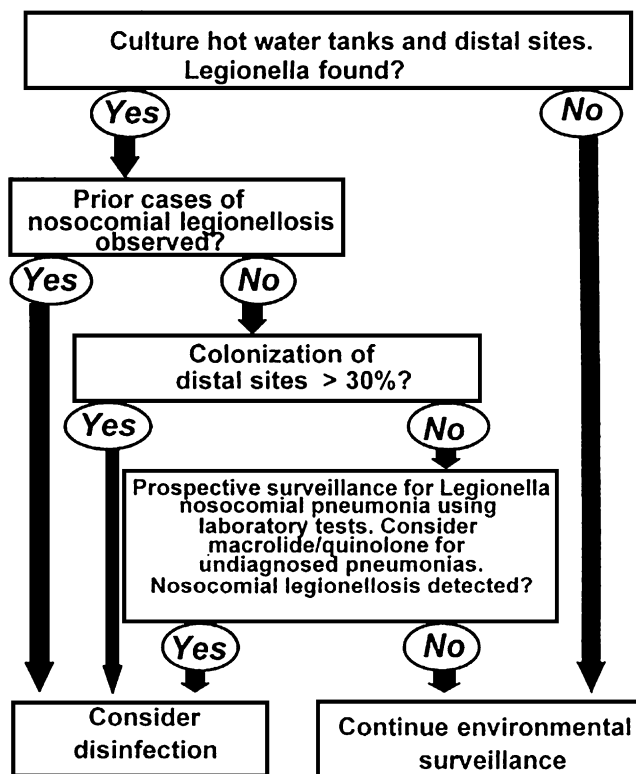 Culture hot water tanks and distal sites.
Legionella found?
Yes
No
Prior cases of
nosocomial legionellosis
observed?
Yes
No
Colonization of
distal sites > 30%?
Yes
No
Prospective surveillance for Legionella
nosocomial pneumonia using
laboratory tests. Consider
macrolide/quinolone for
undiagnosed pneumonias.
Nosocomial legionellosis detected?
Yes
No
Consider
disinfection
Continue environmental
surveillance